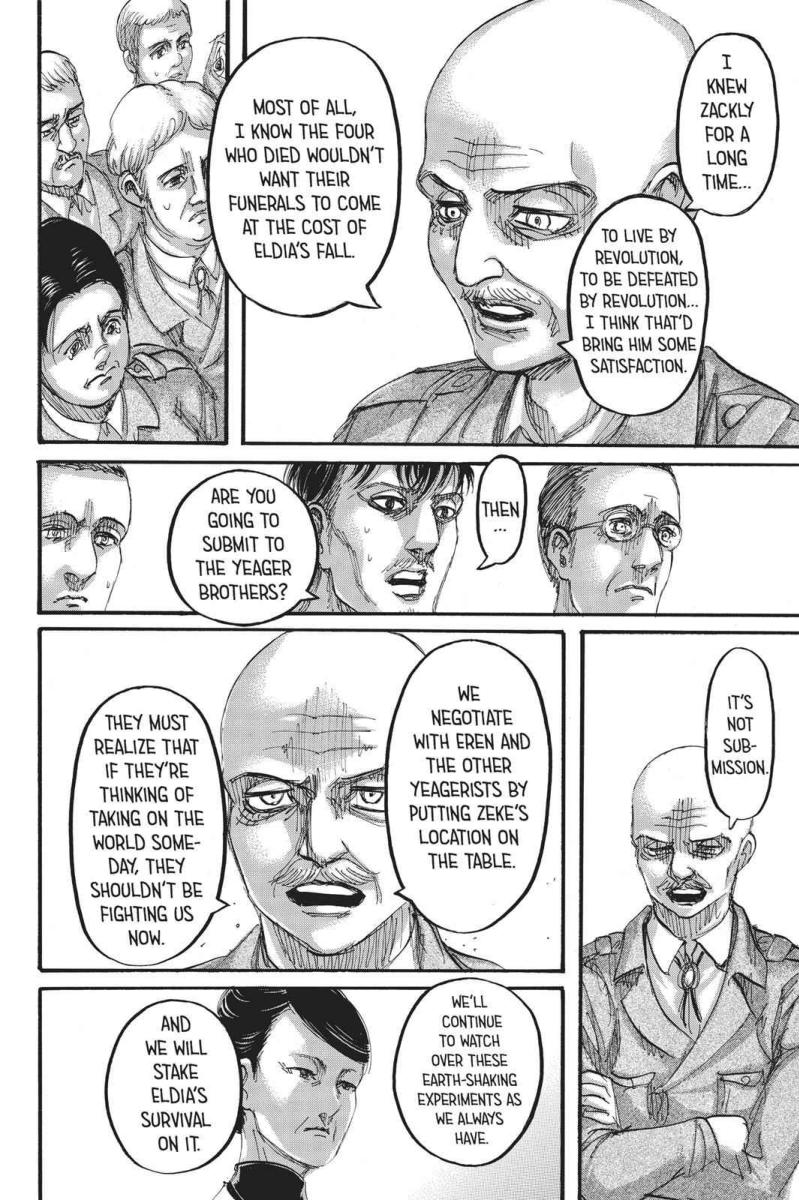 I
KNEW
ZACKLY
FOR A
LONG
TIME...
TO LIVE BY
REVOLUTION,
TO BE DEFEATED
BY REVOLUTION...
I THINK THAT'D
BRING HIM SOME
SATISFACTION.
MOST OF ALL,
I KNOW THE FOUR
WHO DIED WOULDN'T
WANT THEIR
FUNERALS TO COME
AT THE COST OF
ELDIA'S FALL.
THEN
...
ARE YOU
GOING TO
SUBMIT TO
THE YEAGER
BROTHERS?
IT'S
NOT
SUB-
MISSION.
WE
NEGOTIATE
WITH EREN AND
THE OTHER
YEAGERISTS BY
PUTTING ZEKE'S
LOCATION ON
THE TABLE.
THEY MUST
REALIZE THAT
IF THEY'RE
THINKING OF
TAKING ON THE
WORLD SOME-
DAY, THEY
SHOULDN'T BE
FIGHTING US
NOW.
WE'LL
CONTINUE
TO WATCH
OVER THESE
EARTH-SHAKING
EXPERIMENTS AS
WE ALWAYS
HAVE.
AND
WE WILL
STAKE
ELDIA'S
SURVIVAL
ON IT.